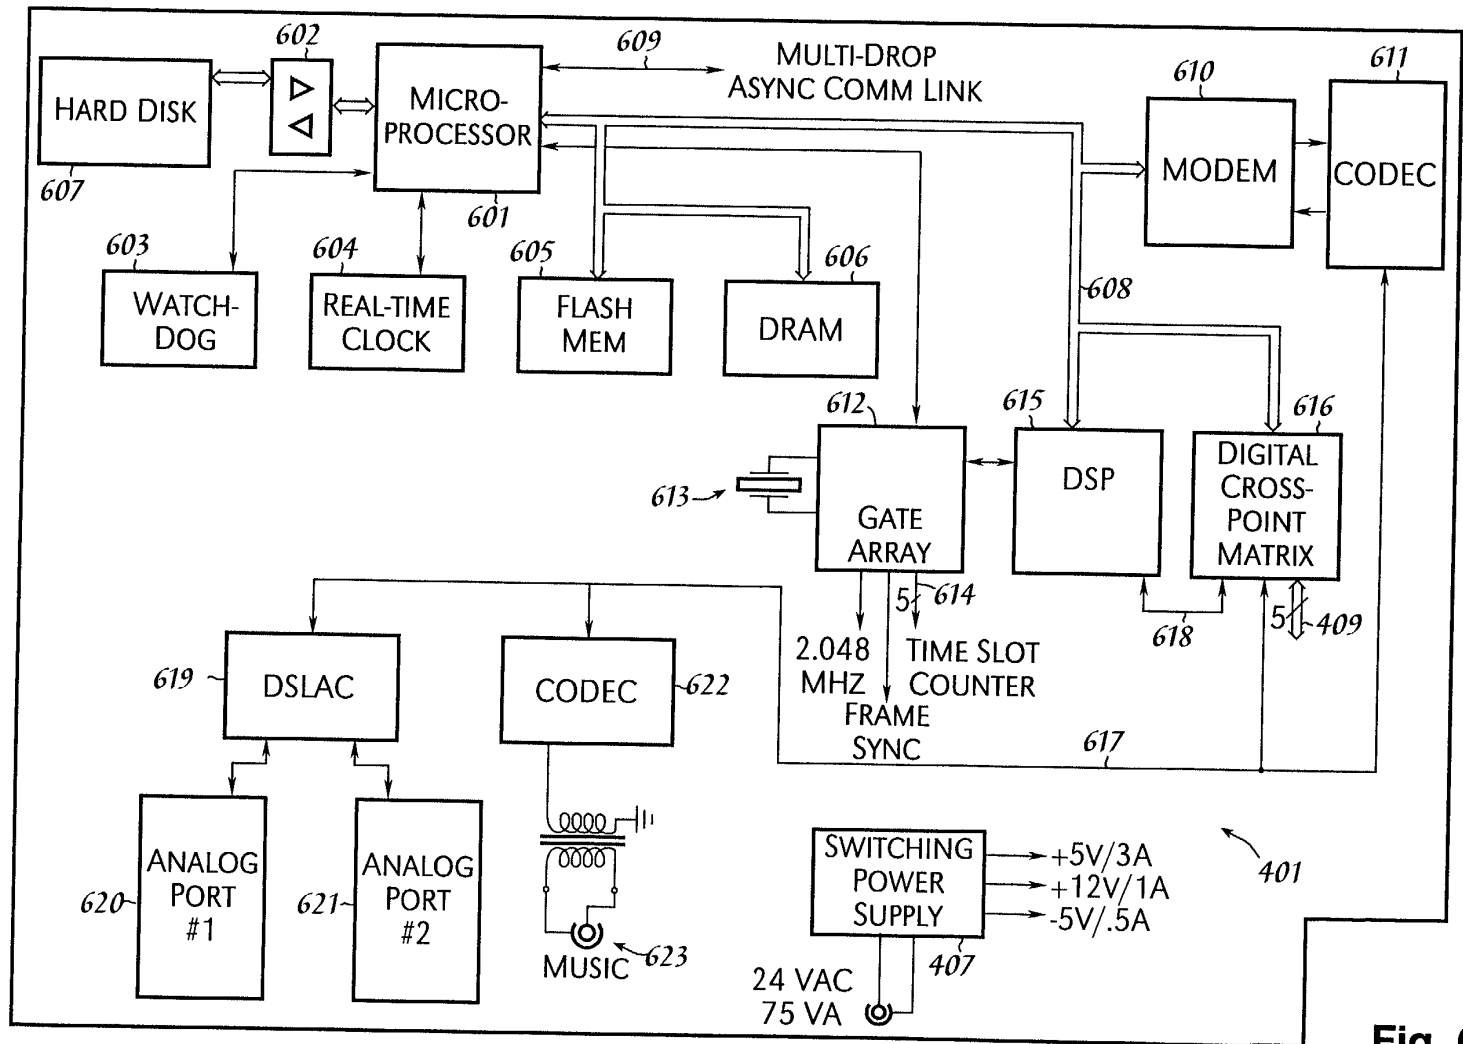 602
611
610
609
MULTI-DROP
ASYNC COMM LINK
HARD DISK
MICRO-
PROCESSOR
MODEM
CODEC
607
601
603
604
605
606
608
WATCH-
DOG
REAL-TIME
CLOCK
FLASH
MEM
DRAM
612
615
616
613
GATE
ARRAY
DSP
DIGITAL
CROSS-
POINT
MATRIX
5
614
618
5
409
2.048
MHZ
TIME SLOT
COUNTER
FRAME
SYNC
619
DSLAC
CODEC
622
617
620
ANALOG
PORT
#1
621
ANALOG
PORT
#2
MUSIC
623
SWITCHING
POWER
SUPPLY
+5V/3A
+12V/1A
-5V/.5A
401
407
24 VAC
75 VA
Fig.